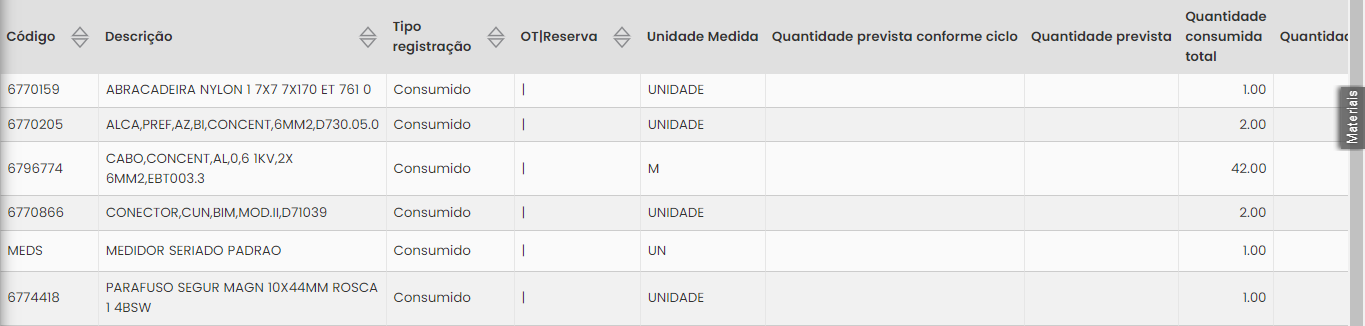 Código Descrição Tipo registração OT|Reserva Unidade Medida Quantidade prevista conforme ciclo Quantidade prevista Quantidade consumida total
6770159 ABRACADEIRA NYLON 1 7X7 7X170 ET 761 0 Consumido | UNIDADE 1.00
6770205 ALCA,PREF,AZ,BI,CONCENT,6MM2,D730.05.0 Consumido | UNIDADE 2.00
6796774 CABO,CONCENT,AL,0,6 1KV,2X 6MM2,EBT003.3 Consumido | M 42.00
6770866 CONECTOR,CUN,BIM,MOD.II,D71039 Consumido | UNIDADE 2.00
MEDS MEDIDOR SERIADO PADRAO Consumido | UN 1.00
6774418 PARAFUSO SEGUR MAGN 10X44MM ROSCA 1 4BSW Consumido | UNIDADE 1.00
Materiais